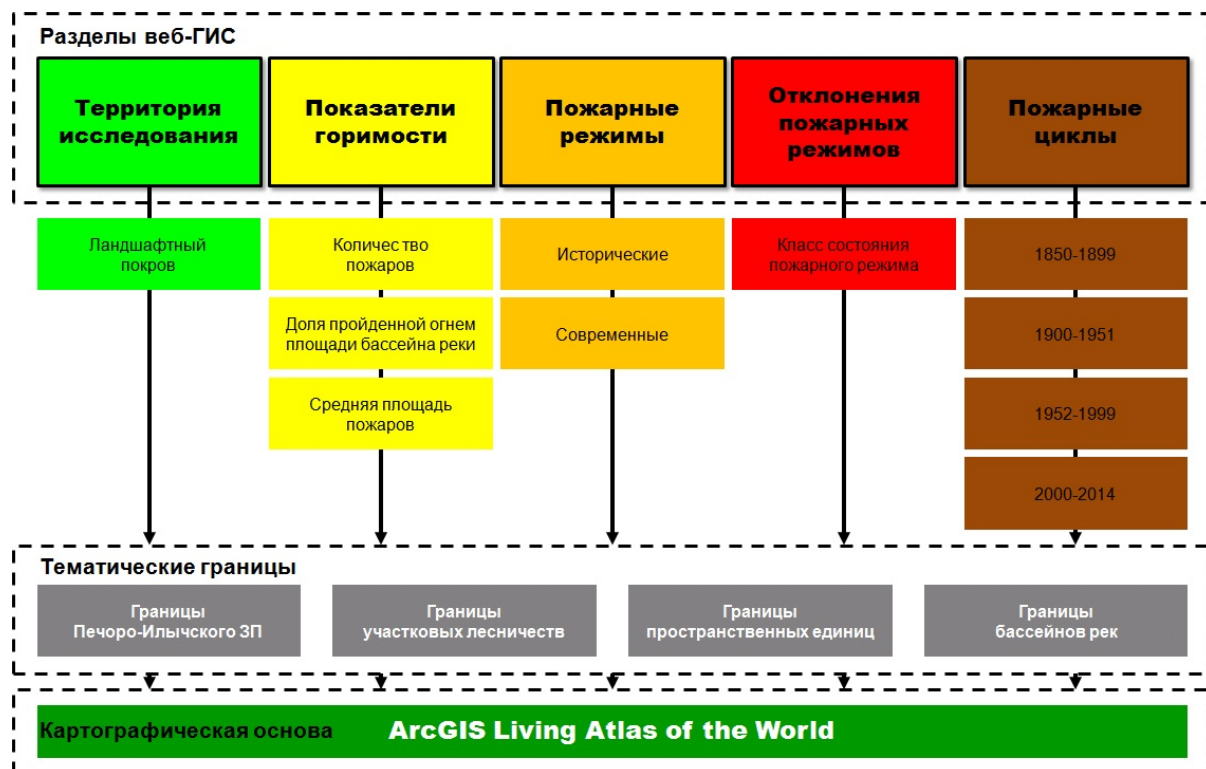 Разделы веб-ГИС
Территория
исследования
Показатели
горимости
Пожарные
режимы
Отклонения
пожарных
режимов
Пожарные
циклы
Ландшафтный
покров
Количес тво
пожаров
Доля пройденной огнем
площади бассейна реки
Средняя площадь
пожаров
Исторические
Современные
Класс состояния
пожарного режима
1850-1899
1900-1951
1952-1999
2000-2014
Тематические границы
Границы
Печоро-Илычского ЗП
Границы
участковых лесничеств
Границы
пространственных единиц
Границы
бассейнов рек
Картографическая основа ArcGIS Living Atlas of the World